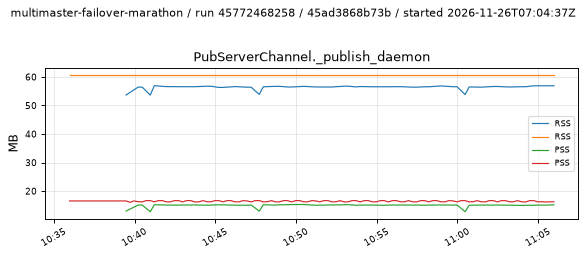 multimaster-failover-marathon / run 45772468258 / 45ad3868b73b / started 2026-11-26T07:04:37Z
PubServerChannel._publish_daemon
MB
60
50
40
30
20
RSS
RSS
PSS
PSS
10:35
10:40
10:45
10:50
10:55
11:00
11:05